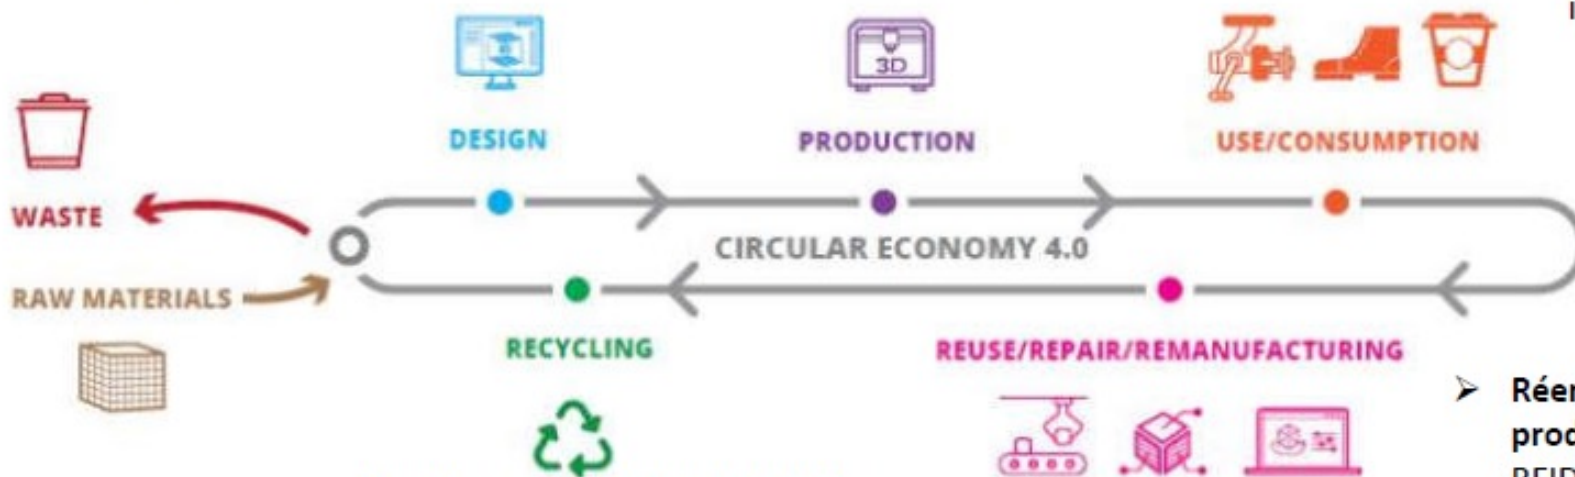 3D
DESIGN
PRODUCTION
USE/CONSUMPTION
WASTE
CIRCULAR ECONOMY 4.0
RAW MATERIALS
RECYCLING
REUSE/REPAIR/REMANUFACTURING